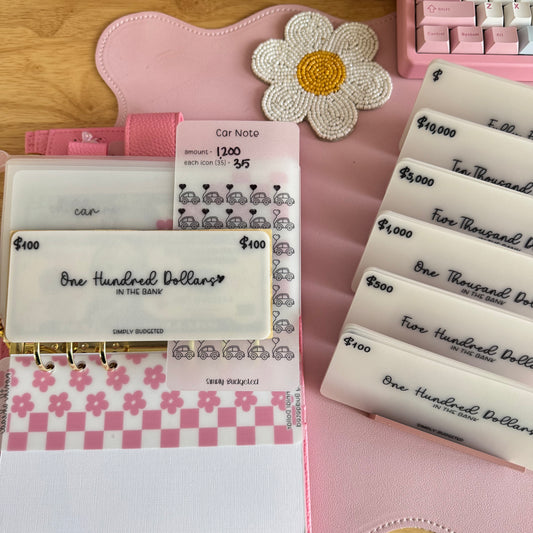 Car Note
amount - 1200
each icon (35) - 35
car
$100 $100
One Hundred Dollars
IN THE BANK
SIMPLY BUDGETED
Simply Budgeted
$
$10,000
Ten Thousand
$5,000
Five Thousand
$1,000
One Thousand
IN THE BANK
$500
Five Hundred
IN THE BANK
$100
One Hundred
IN THE BANK
SIMPLY BUDGETED